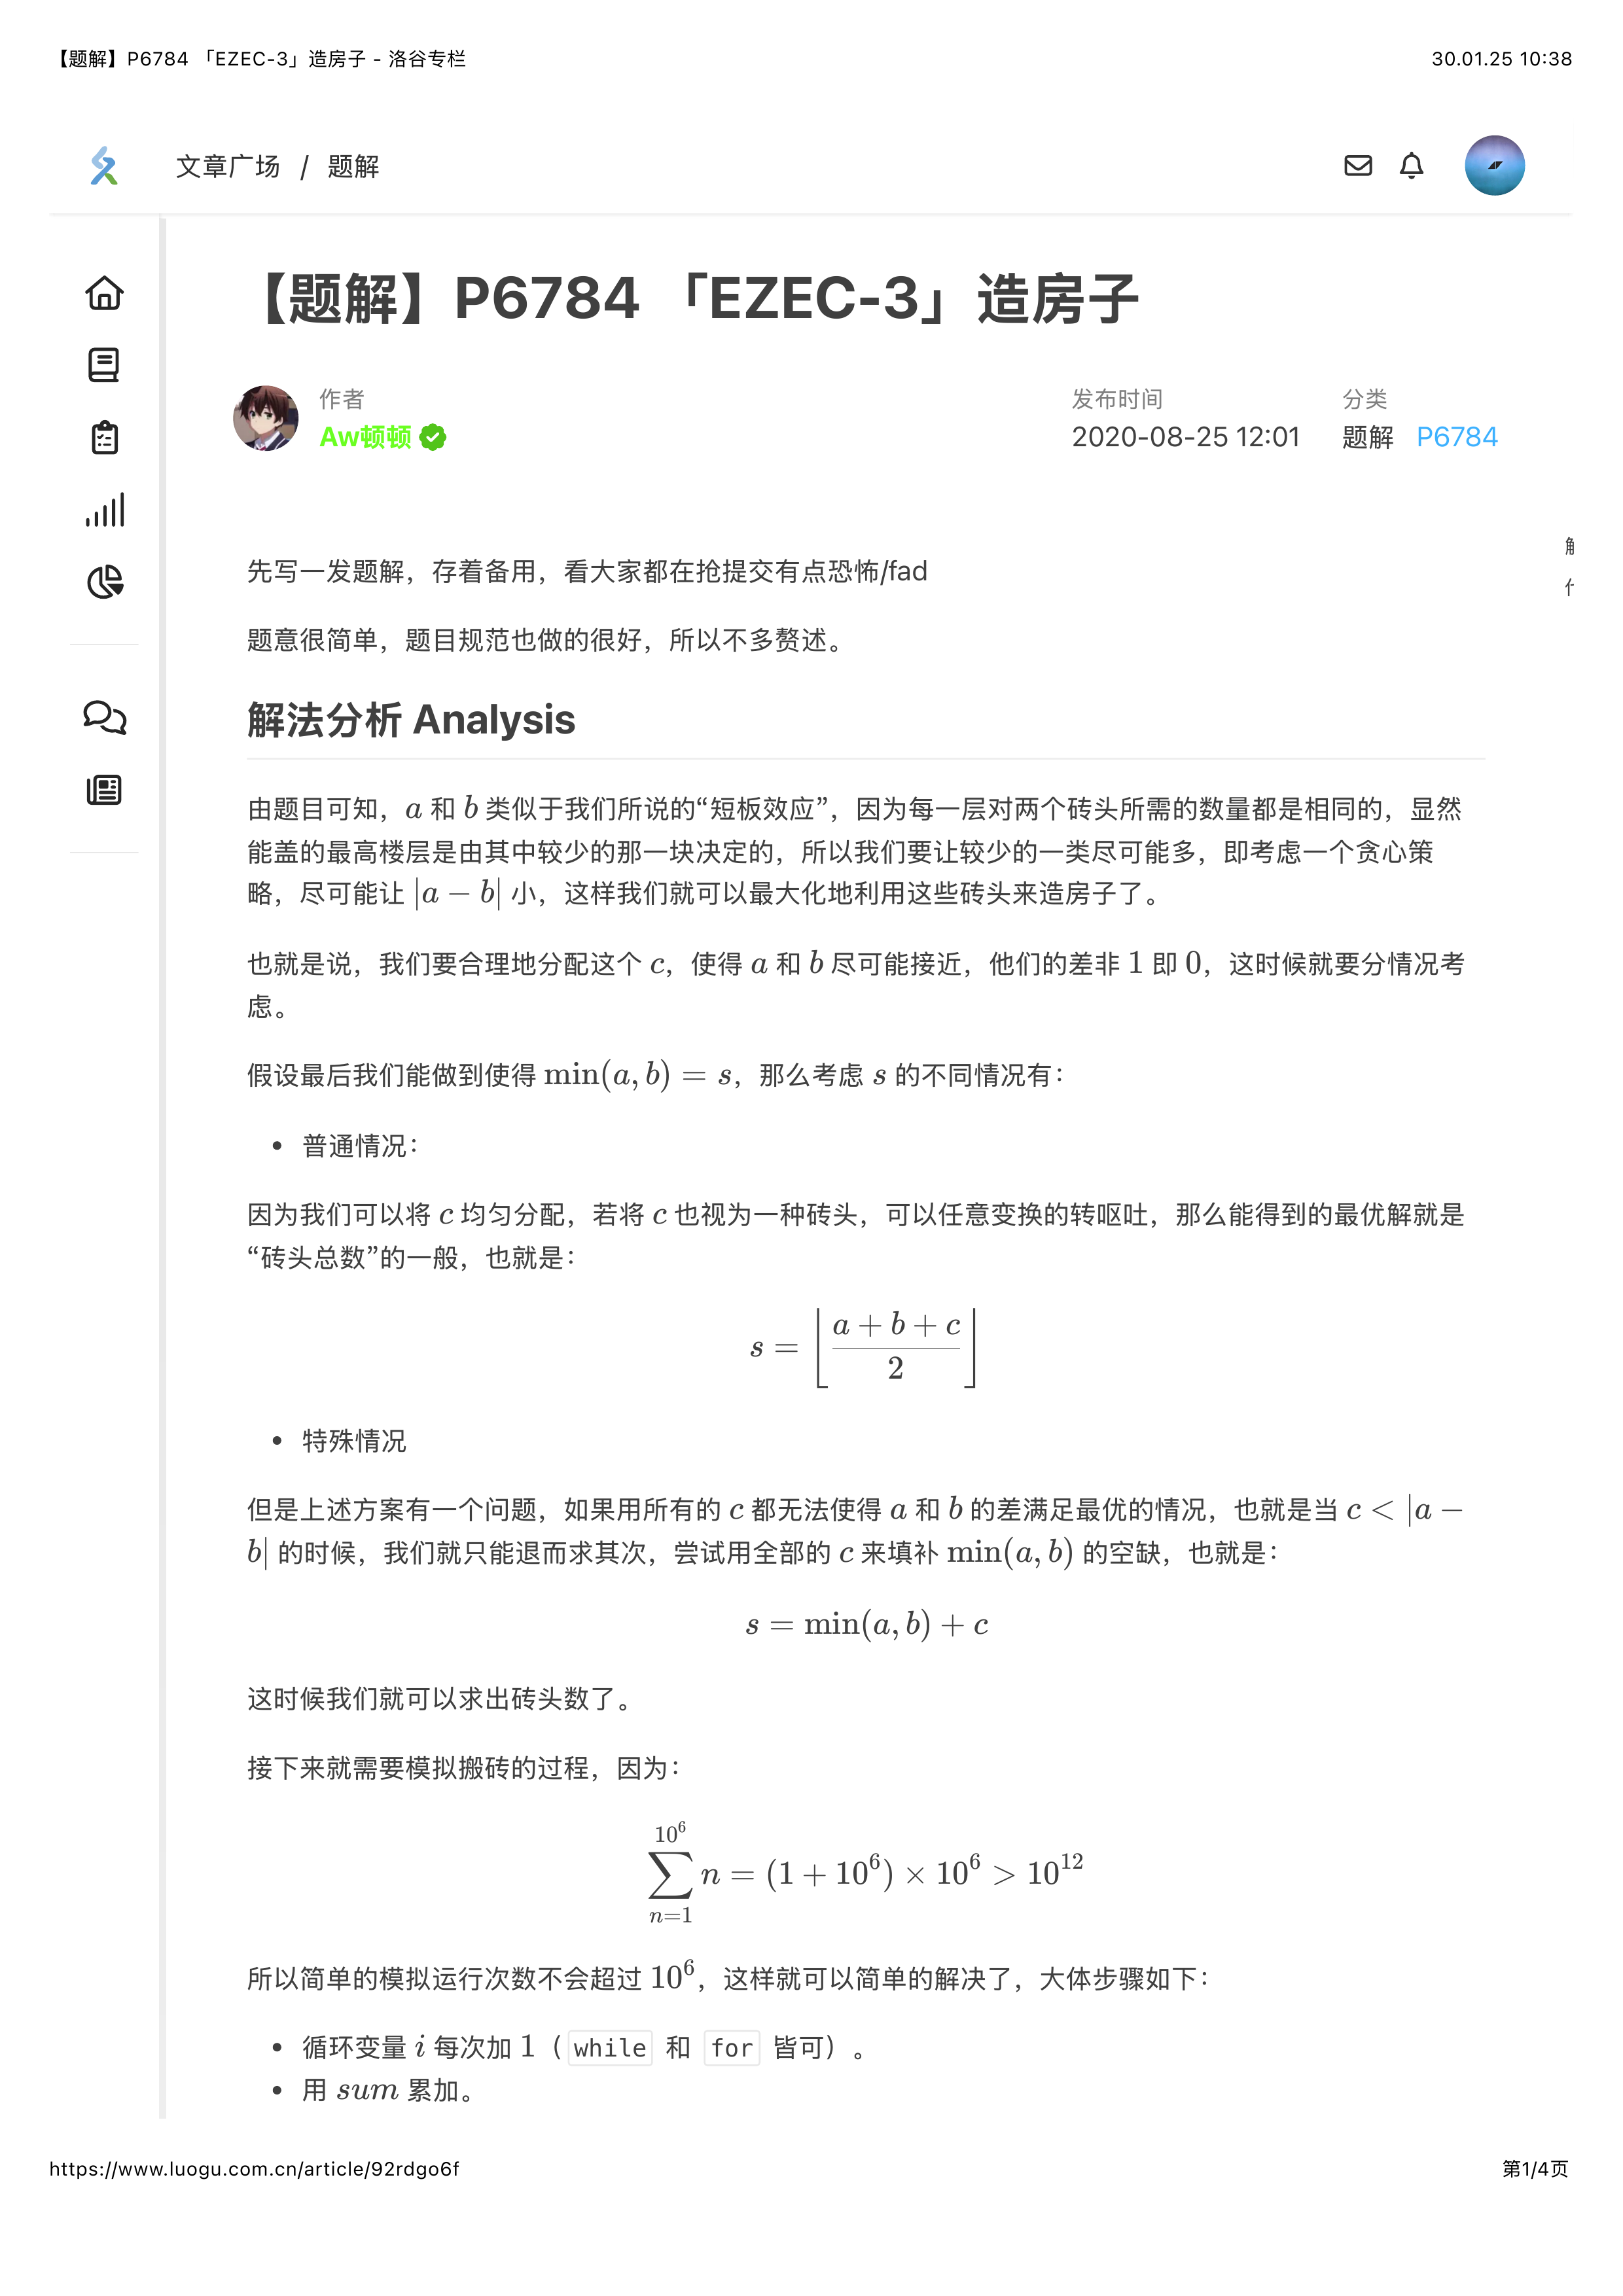 【题解】P6784 「EZEC-3」造房子 - 洛谷专栏
30.01.25 10:38
文章广场 / 题解
【题解】P6784 「EZEC-3」造房子
作者
Aw顿顿
发布时间
2020-08-25 12:01
分类
题解 P6784
先写一发题解，存着备用，看大家都在抢提交有点恐怖/fad
题意很简单，题目规范也做的很好，所以不多赘述。
解法分析 Analysis
由题目可知，a 和 b 类似于我们所说的“短板效应”，因为每一层对两个砖头所需的数量都是相同的，显然
能盖的最高楼层是由其中较少的那一块决定的，所以我们要让较少的一类尽可能多，即考虑一个贪心策
略，尽可能让 |a − b| 小，这样我们就可以最大化地利用这些砖头来造房子了。
也就是说，我们要合理地分配这个 c，使得 a 和 b 尽可能接近，他们的差非 1 即 0，这时候就要分情况考
虑。
假设最后我们能做到使得 min(a, b) = s，那么考虑 s 的不同情况有：
• 普通情况：
因为我们可以将 c 均匀分配，若将 c 也视为一种砖头，可以任意变换的转呕吐，那么能得到的最优解就是
“砖头总数”的一般，也就是：
s = ⌊(a + b + c)/2⌋
• 特殊情况
但是上述方案有一个问题，如果用所有的 c 都无法使得 a 和 b 的差满足最优的情况，也就是当 c < |a −
b| 的时候，我们就只能退而求其次，尝试用全部的 c 来填补 min(a, b) 的空缺，也就是：
s = min(a, b) + c
这时候我们就可以求出砖头数了。
接下来就需要模拟搬砖的过程，因为：
∑_{n=1}^{10^6} n = (1 + 10^6) × 10^6 > 10^12
所以简单的模拟运行次数不会超过 10^6，这样就可以简单的解决了，大体步骤如下：
• 循环变量 i 每次加 1（ while 和 for 皆可）。
• 用 sum 累加。
https://www.luogu.com.cn/article/92rdgo6f
第1/4页